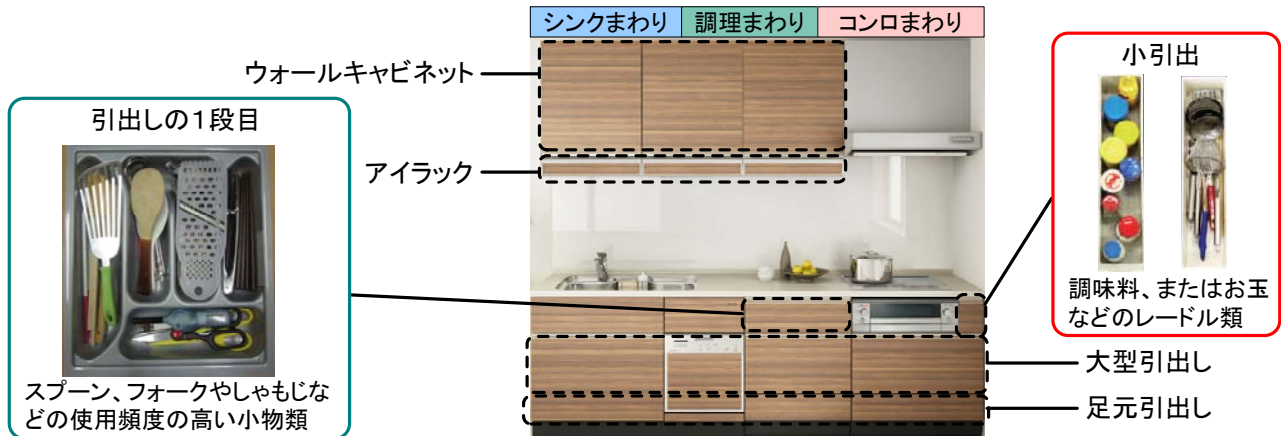 シンクまわり
調理まわり
コンロまわり
ウォールキャビネット
アイラック
引出しの１段目
スプーン、フォークやしゃもじな
どの使用頻度の高い小物類
小引出
調味料、またはお玉
などのレードル類
大型引出し
足元引出し